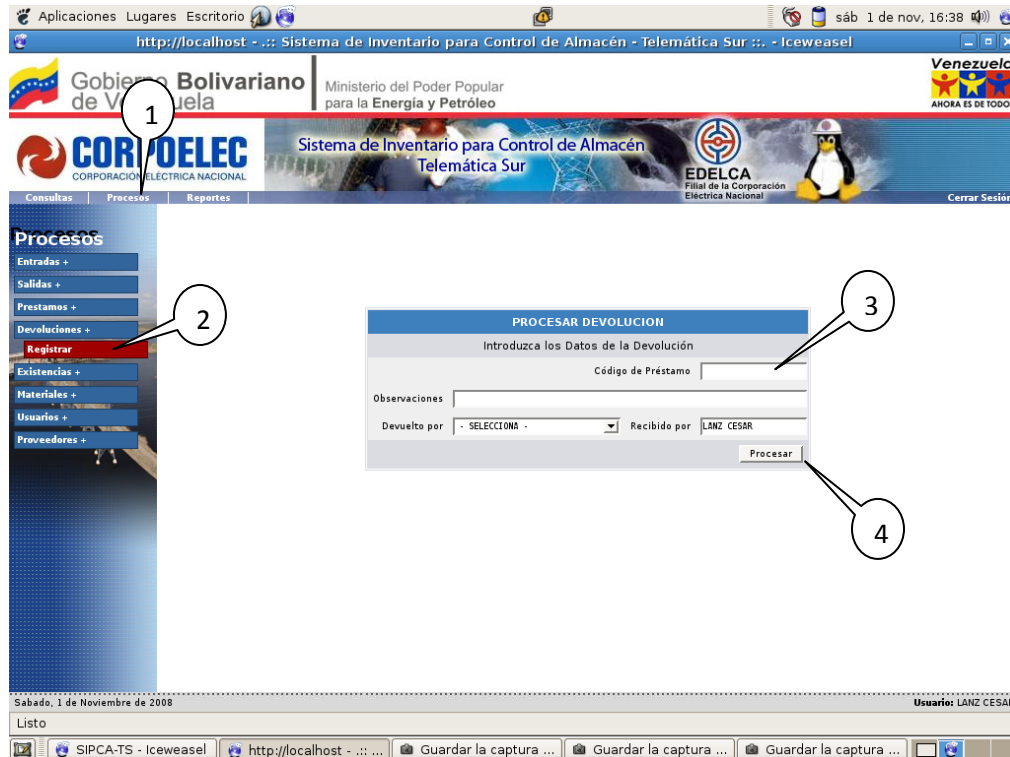 Aplicaciones Lugares Escritorio
sáb 1 de nov, 16:38
http://localhost - .:: Sistema de Inventario para Control de Almacén - Telemática Sur ::. - Iceweasel
Gobierno Bolivariano
de Venezuela
Ministerio del Poder Popular
para la Energía y Petróleo
Venezuela
AHORA ES DE TODOS
1
CORPOELEC
CORPORACIÓN ELÉCTRICA NACIONAL
Sistema de Inventario para Control de Almacén
Telemática Sur
EDELCA
Filial de la Corporación
Eléctrica Nacional
Consultas Procesos Reportes Cerrar Sesión
Procesos
Entradas +
Salidas +
Prestamos +
Devoluciones +
Registrar
Existencias +
Materiales +
Usuarios +
Proveedores +
2
3
PROCESAR DEVOLUCION
Introduzca los Datos de la Devolución
Código de Préstamo
Observaciones
Devuelto por - SELECCIONA - Recibido por LANZ CESAR
Procesar
4
Sabado, 1 de Noviembre de 2008
Usuario: LANZ CESAR
Listo
SIPCA-TS - Iceweasel http://localhost - .:: ... Guardar la captura ... Guardar la captura ... Guardar la captura ...